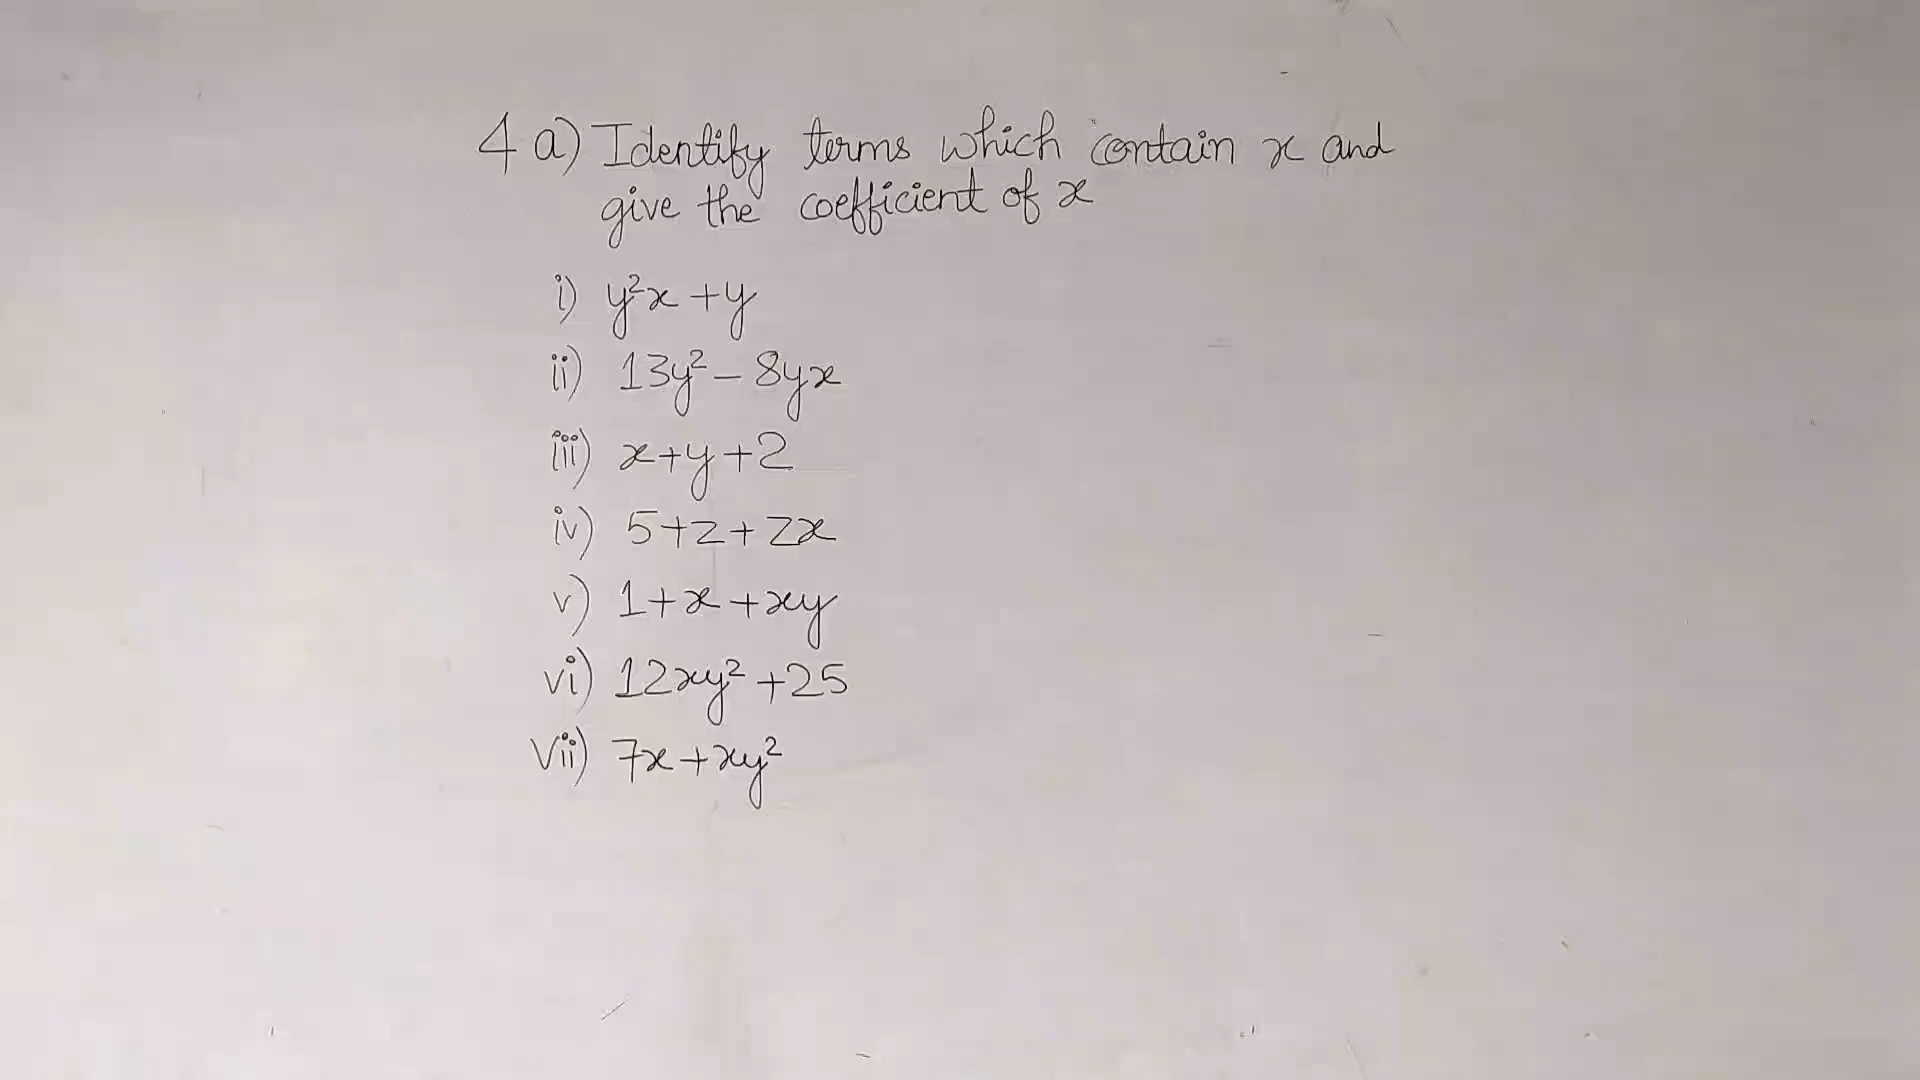 4 a) Identify terms which contain x and
give the coefficient of x
i) y²x + y
ii) 13y² – 8yx
iii) x + y + 2
iv) 5 + z + zx
v) 1 + x + xy
vi) 12xy² + 25
vii) 7x + xy²